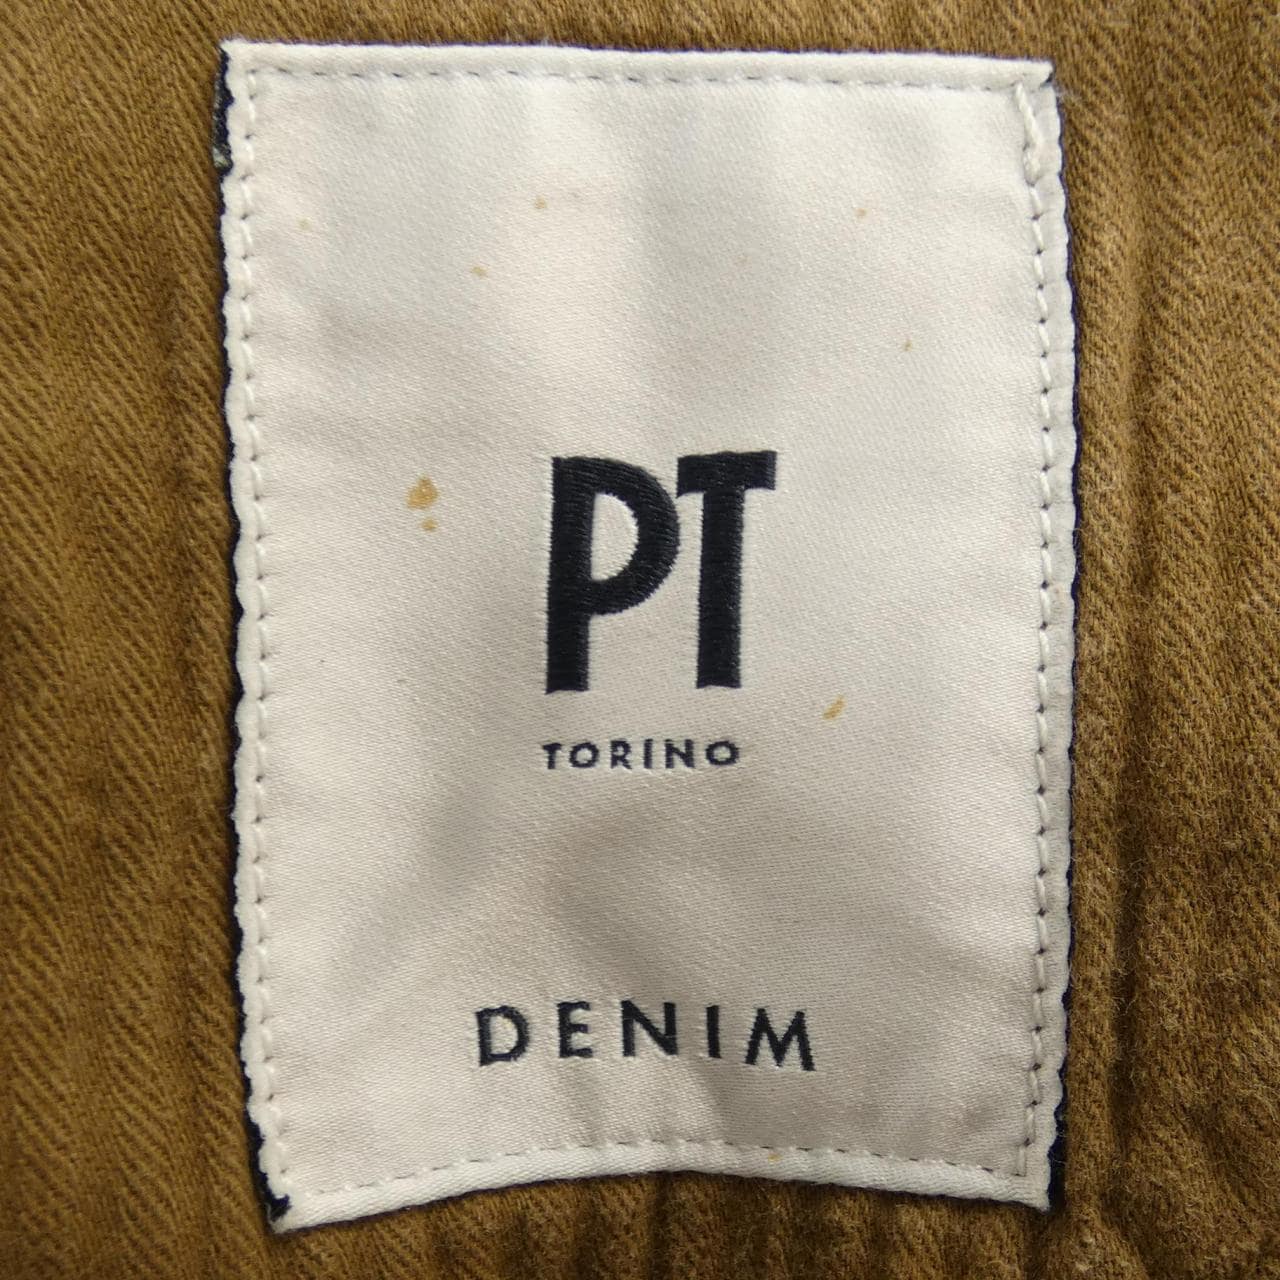 PT
TORINO
DENIM